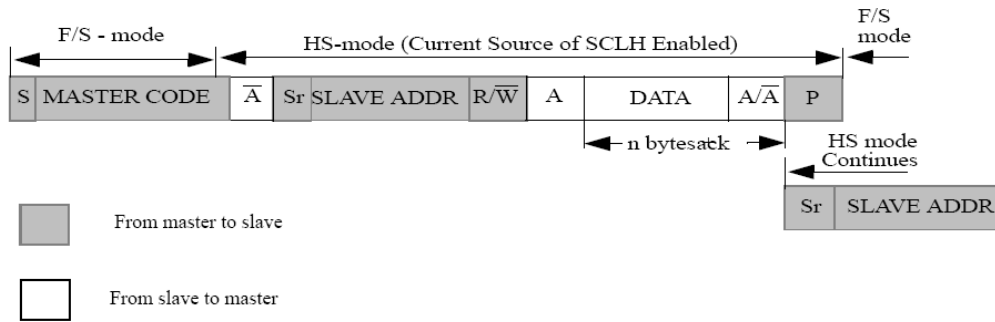 F/S - mode
HS-mode (Current Source of SCLH Enabled)
F/S
mode
S MASTER CODE A̅ Sr SLAVE ADDR R/W̅ A DATA A/A̅ P
n bytesack
HS mode
Continues
Sr SLAVE ADDR
From master to slave
From slave to master